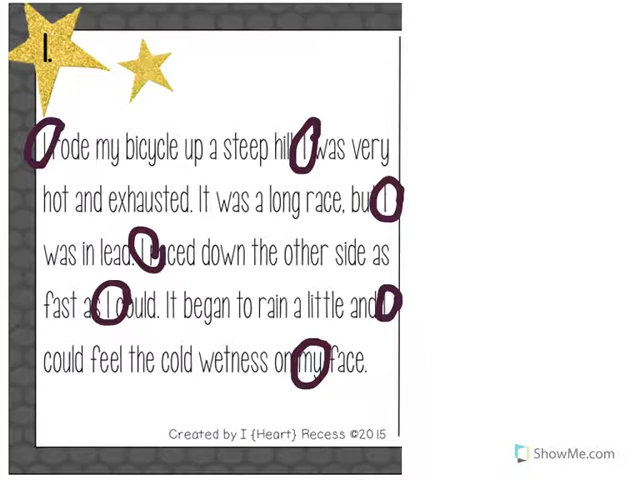 1.
I rode my bicycle up a steep hill. I was very
hot and exhausted. It was a long race, but I
was in lead. I raced down the other side as
fast as I could. It began to rain a little and I
could feel the cold wetness on my face.
Created by I {Heart} Recess ©2015
ShowMe.com